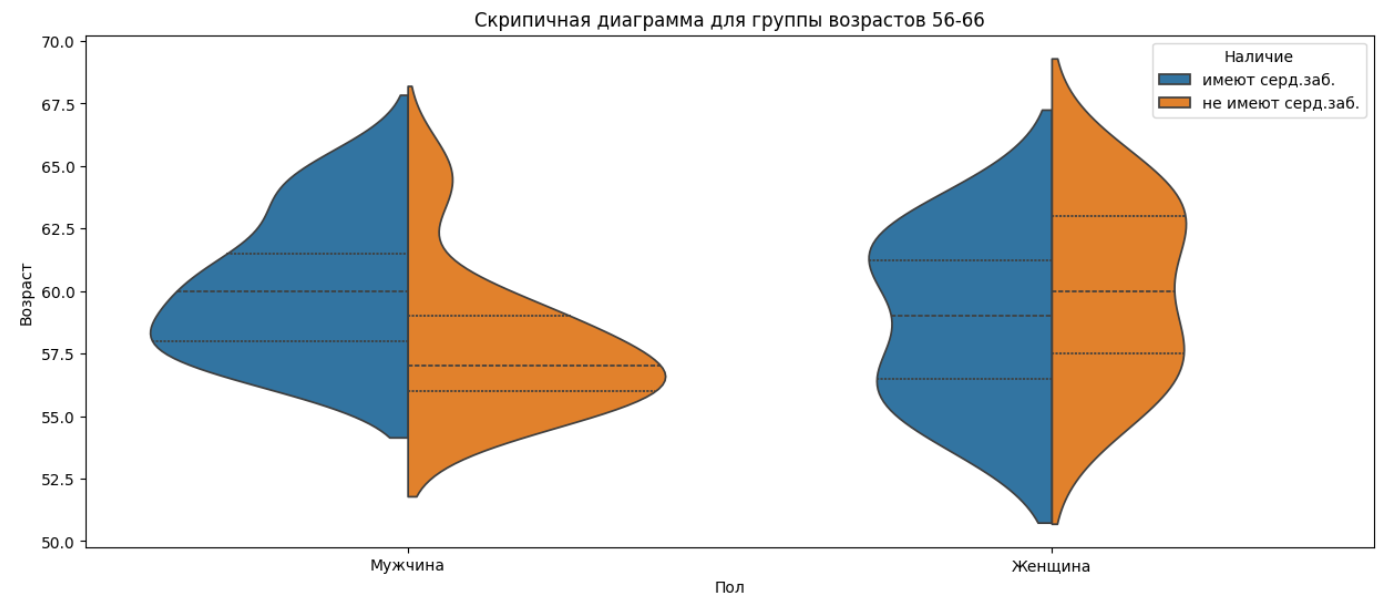 Скрипичная диаграмма для группы возрастов 56-66
Наличие
имеют серд.заб.
не имеют серд.заб.
Возраст
70.0
67.5
65.0
62.5
60.0
57.5
55.0
52.5
50.0
Мужчина
Женщина
Пол